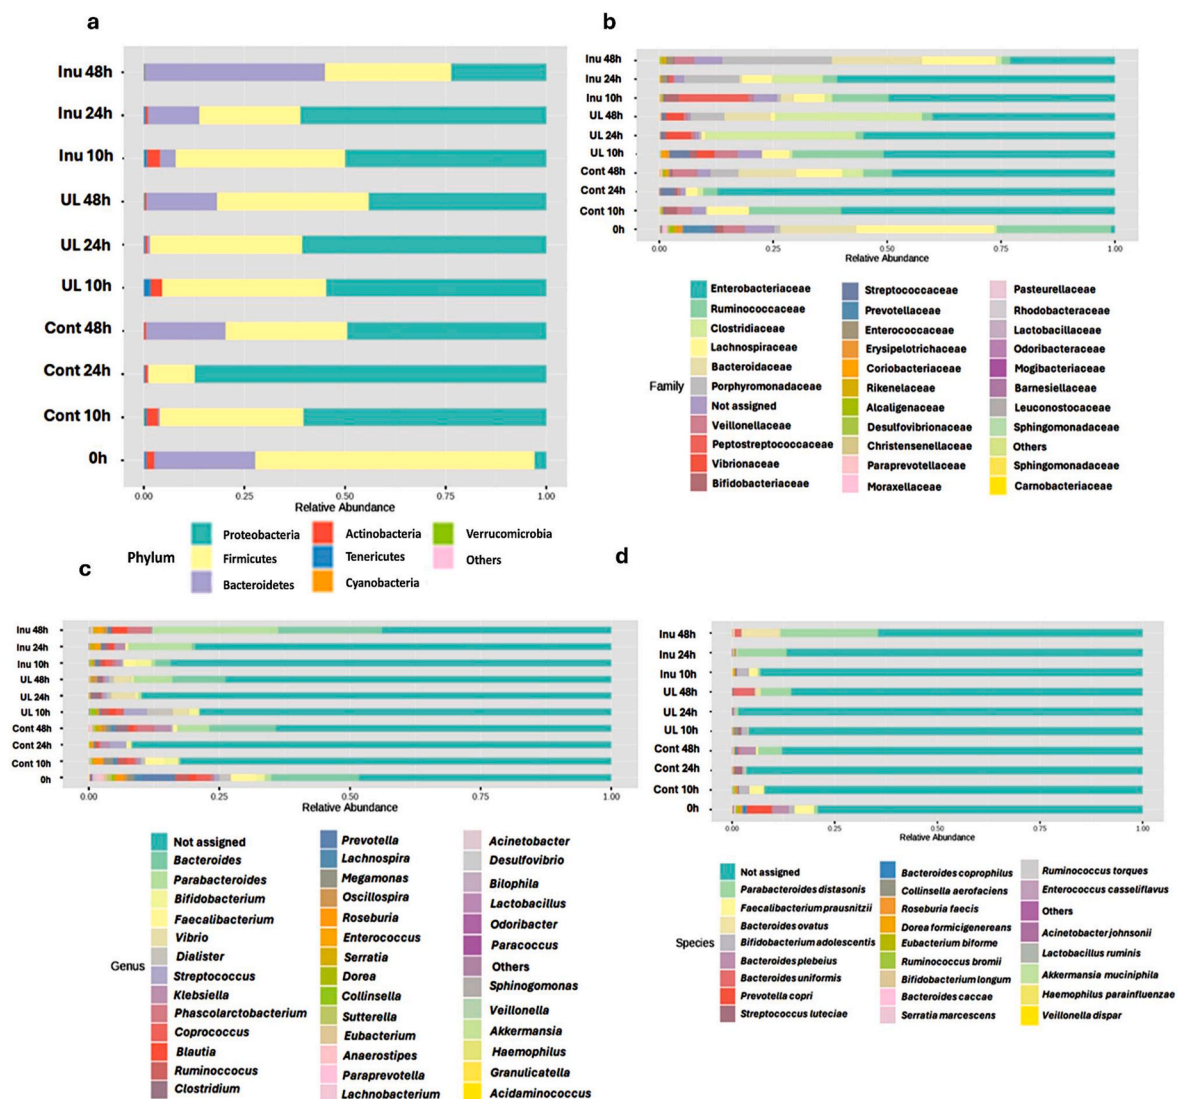 a
Inu 48h
Inu 24h
Inu 10h
UL 48h
UL 24h
UL 10h
Cont 48h
Cont 24h
Cont 10h
0h
0.00 0.25 0.50 0.75 1.00
Relative Abundance
Phylum
Proteobacteria
Firmicutes
Bacteroidetes
Actinobacteria
Tenericutes
Cyanobacteria
Verrucomicrobia
Others
b
Inu 48h
Inu 24h
Inu 10h
UL 48h
UL 24h
UL 10h
Cont 48h
Cont 24h
Cont 10h
0h
0.00 0.25 0.50 0.75 1.00
Relative Abundance
Family
Enterobacteriaceae
Ruminococcaceae
Clostridiaceae
Lachnospiraceae
Bacteroidaceae
Porphyromonadaceae
Not assigned
Veillonellaceae
Peptostreptococcaceae
Vibrionaceae
Bifidobacteriaceae
Streptococcaceae
Prevotellaceae
Enterococcaceae
Erysipelotrichaceae
Coriobacteriaceae
Rikenelaceae
Alcaligenaceae
Desulfovibrionaceae
Christensenellaceae
Paraprevotellaceae
Moraxellaceae
Pasteurellaceae
Rhodobacteraceae
Lactobacillaceae
Odoribacteraceae
Mogibacteriaceae
Barnesiellaceae
Leuconostocaceae
Sphingomonadaceae
Others
Sphingomonadaceae
Carnobacteriaceae
c
Inu 48h
Inu 24h
Inu 10h
UL 48h
UL 24h
UL 10h
Cont 48h
Cont 24h
Cont 10h
0h
0.00 0.25 0.50 0.75 1.00
Relative Abundance
Genus
Not assigned
Bacteroides
Parabacteroides
Bifidobacterium
Faecalibacterium
Vibrio
Dialister
Streptococcus
Klebsiella
Phascolarctobacterium
Coprococcus
Blautia
Ruminoccocus
Clostridium
Prevotella
Lachnospira
Megamonas
Oscillospira
Roseburia
Enterococcus
Serratia
Dorea
Collinsella
Sutterella
Eubacterium
Anaerostipes
Paraprevotella
Lachnobacterium
Acinetobacter
Desulfovibrio
Bilophila
Lactobacillus
Odoribacter
Paracoccus
Others
Sphinogomonas
Veillonella
Akkermansia
Haemophilus
Granulicatella
Acidaminococcus
d
Inu 48h
Inu 24h
Inu 10h
UL 48h
UL 24h
UL 10h
Cont 48h
Cont 24h
Cont 10h
0h
0.00 0.25 0.50 0.75 1.00
Relative Abundance
Species
Not assigned
Parabacteroides distasonis
Faecalibacterium prausnitzii
Bacteroides ovatus
Bifidobacterium adolescentis
Bacteroides plebeius
Bacteroides uniformis
Prevotella copri
Streptococcus luteciae
Bacteroides coprophilus
Collinsella aerofaciens
Roseburia faecis
Dorea formicigenereans
Eubacterium biforme
Ruminococcus bromii
Bifidobacterium longum
Bacteroides caccae
Serratia marcescens
Ruminococcus torques
Enterococcus casseliflavus
Others
Acinetobacter johnsonii
Lactobacillus ruminis
Akkermansia muciniphila
Haemophilus parainfluenzae
Veillonella dispar